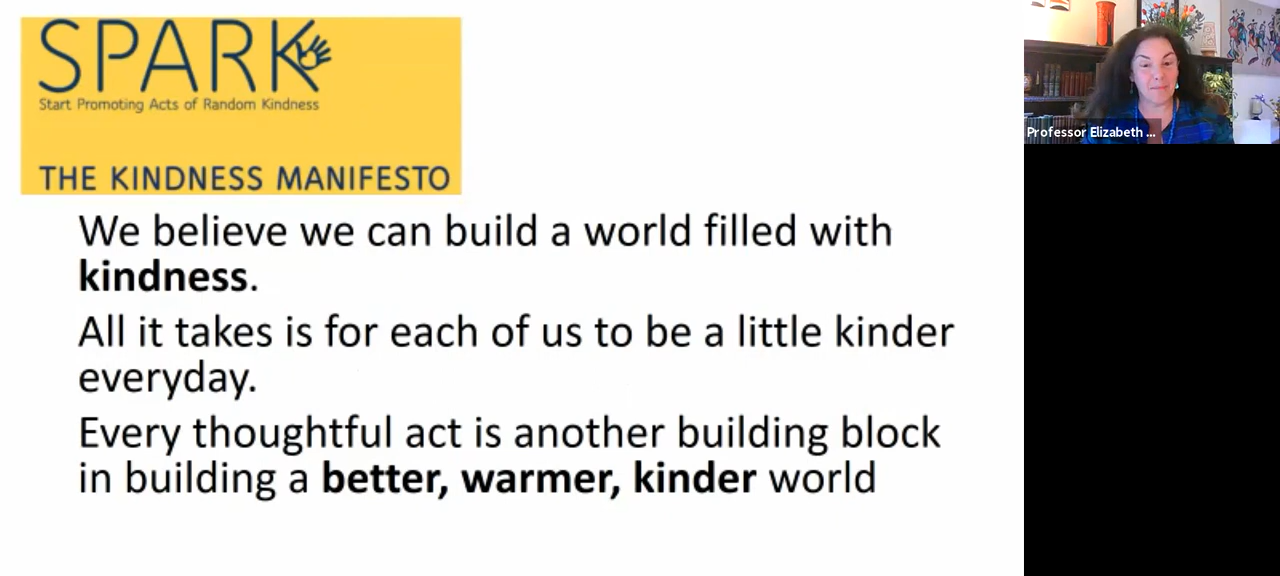 SPARK
Start Promoting Acts of Random Kindness
THE KINDNESS MANIFESTO
We believe we can build a world filled with
kindness.
All it takes is for each of us to be a little kinder
everyday.
Every thoughtful act is another building block
in building a better, warmer, kinder world
Professor Elizabeth ...